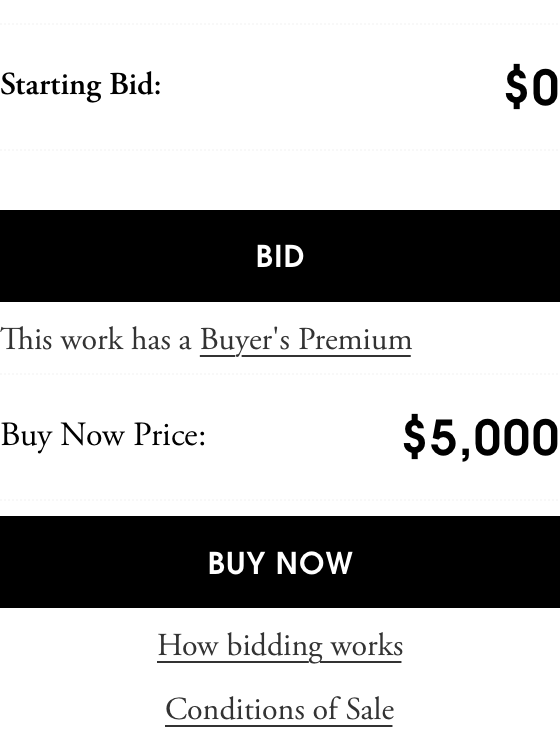 Starting Bid:
$0
BID
This work has a Buyer's Premium
Buy Now Price:
$5,000
BUY NOW
How bidding works
Conditions of Sale